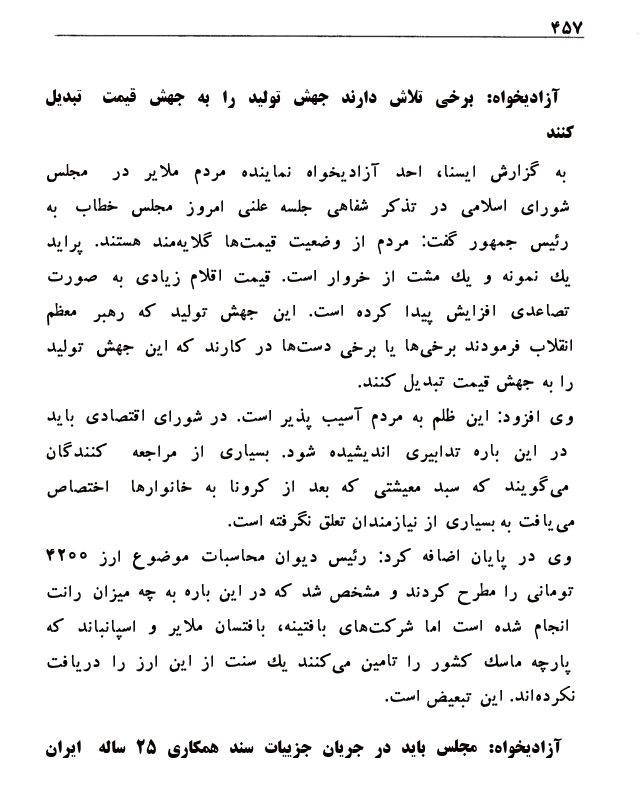 ۴۵۷
آزادیخواه: برخی تلاش دارند جهش تولید را به جهش قیمت تبدیل
کنند
به گزارش ایسنا، احد آزادیخواه نماینده مردم ملایر در مجلس
شورای اسلامی در تذکر شفاهی جلسه علنی امروز مجلس خطاب به
رئیس جمهور گفت: مردم از وضعیت قیمت‌ها گلایه‌مند هستند. پراید
یك نمونه و یك مشت از خروار است. قیمت اقلام زیادی به صورت
تصاعدی افزایش پیدا کرده است. این جهش تولید که رهبر معظم
انقلاب فرمودند برخی‌ها یا برخی دست‌ها در کارند که این جهش تولید
را به جهش قیمت تبدیل کنند.
وی افزود: این ظلم به مردم آسیب پذیر است. در شورای اقتصادی باید
در این باره تدابیری اندیشیده شود. بسیاری از مراجعه کنندگان
می‌گویند که سبد معیشتی که بعد از کرونا به خانوارها اختصاص
می‌یافت به بسیاری از نیازمندان تعلق نگرفته است.
وی در پایان اضافه کرد: رئیس دیوان محاسبات موضوع ارز ۴۲۰۰
تومانی را مطرح کردند و مشخص شد که در این باره به چه میزان رانت
انجام شده است اما شرکت‌های بافتینه، بافتسان ملایر و اسپانباند که
پارچه ماسك کشور را تامین می‌کنند یك سنت از این ارز را دریافت
نکرده‌اند. این تبعیض است.
آزادیخواه: مجلس باید در جریان جزییات سند همکاری ۲۵ ساله ایران